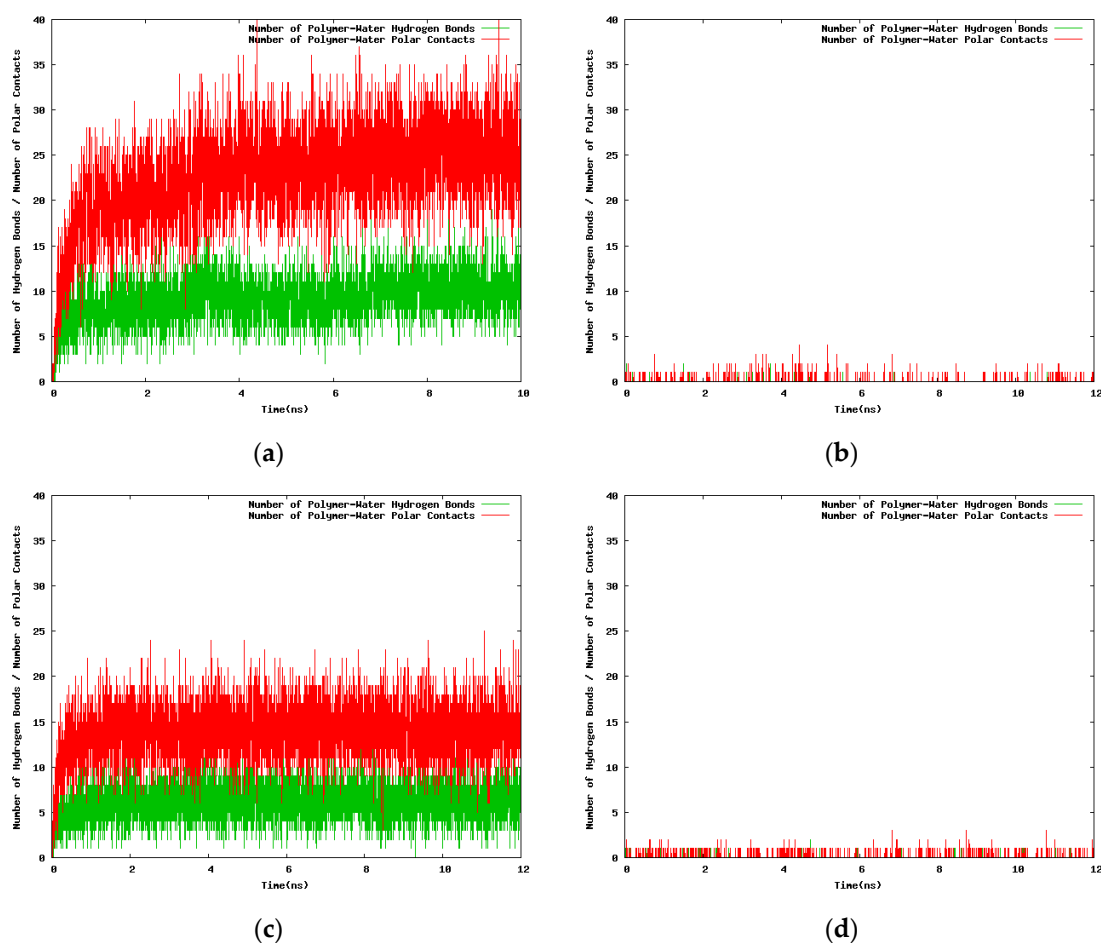 Number of Polymer-Water Hydrogen Bonds
Number of Polymer-Water Polar Contacts
Number of Hydrogen Bonds / Number of Polar Contacts
40
35
30
25
20
15
10
5
0
0 2 4 6 8 10
Time(ns)
(a)
Number of Polymer-Water Hydrogen Bonds
Number of Polymer-Water Polar Contacts
Number of Hydrogen Bonds / Number of Polar Contacts
40
35
30
25
20
15
10
5
0
0 2 4 6 8 10 12
Time(ns)
(b)
Number of Polymer-Water Hydrogen Bonds
Number of Polymer-Water Polar Contacts
Number of Hydrogen Bonds / Number of Polar Contacts
40
35
30
25
20
15
10
5
0
0 2 4 6 8 10 12
Time(ns)
(c)
Number of Polymer-Water Hydrogen Bonds
Number of Polymer-Water Polar Contacts
Number of Hydrogen Bonds / Number of Polar Contacts
40
35
30
25
20
15
10
5
0
0 2 4 6 8 10 12
Time(ns)
(d)